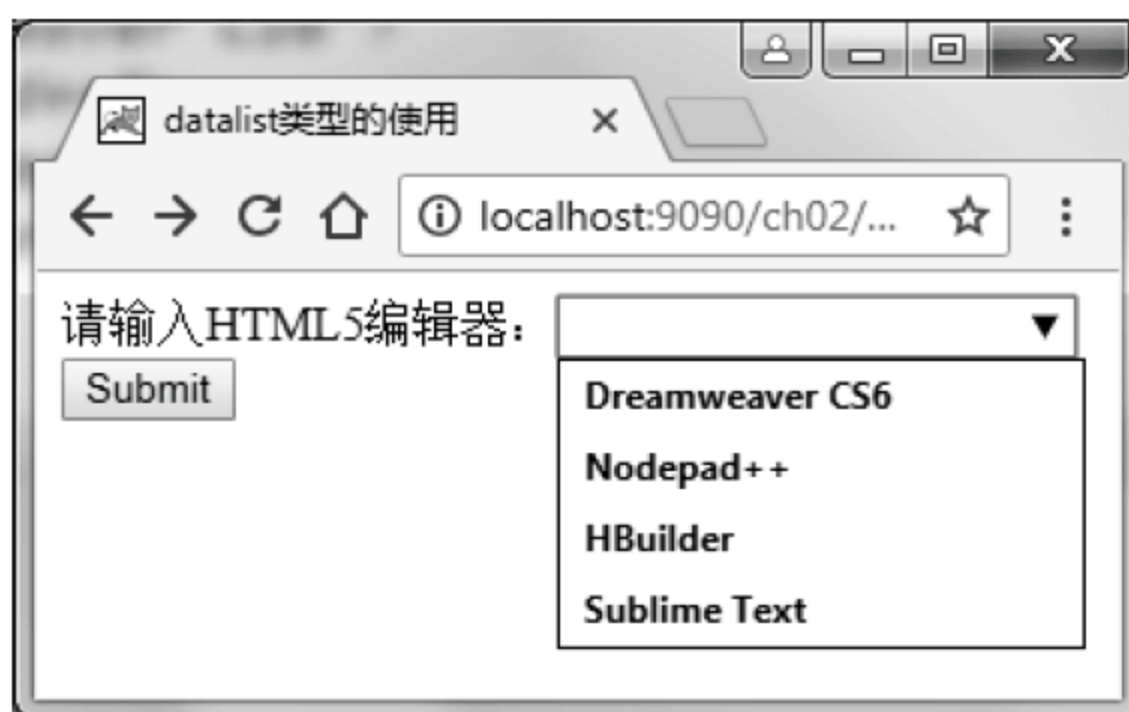 datalist类型的使用
localhost:9090/ch02/...
请输入HTML5编辑器：
Submit
Dreamweaver CS6
Nodepad++
HBuilder
Sublime Text